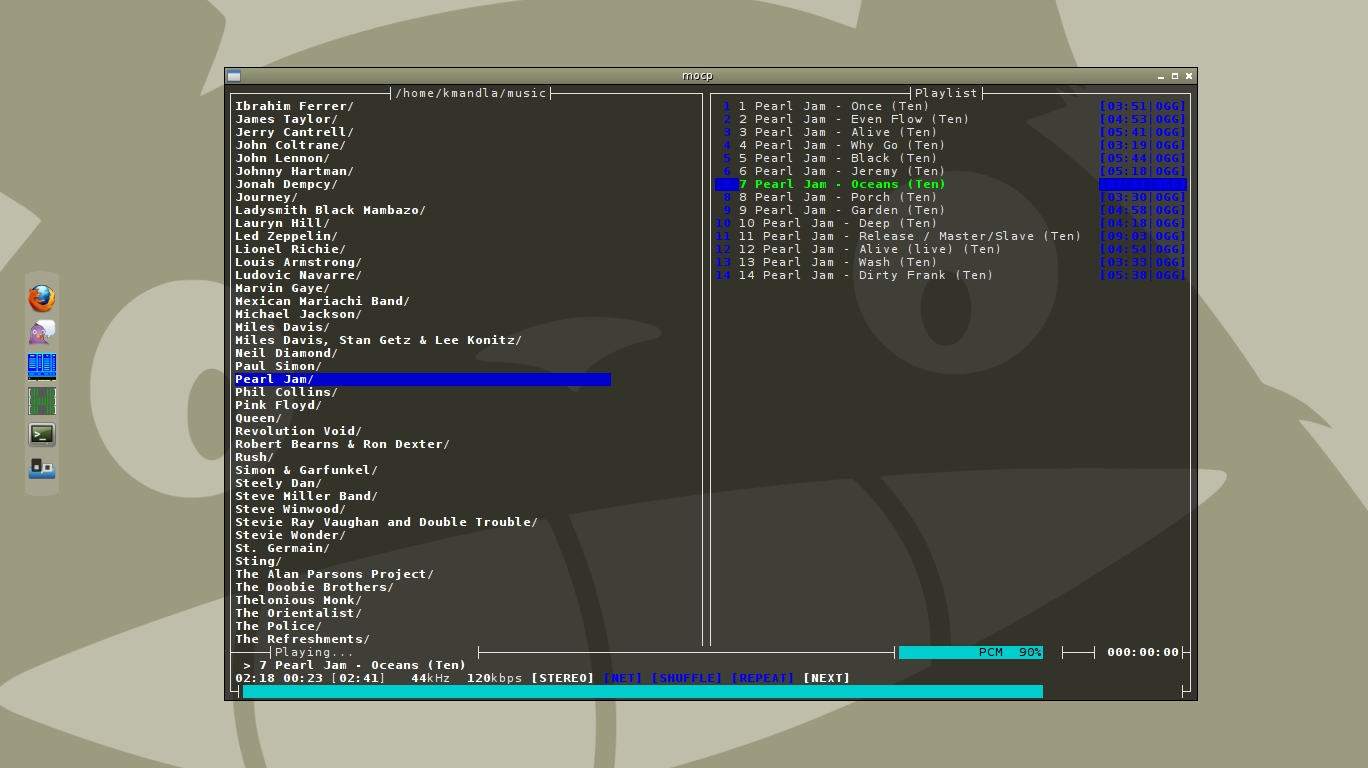 mocp
/home/kmandla/music
Ibrahim Ferrer/
James Taylor/
Jerry Cantrell/
John Coltrane/
John Lennon/
Johnny Hartman/
Jonah Dempcy/
Journey/
Ladysmith Black Mambazo/
Lauryn Hill/
Led Zeppelin/
Lionel Richie/
Louis Armstrong/
Ludovic Navarre/
Marvin Gaye/
Mexican Mariachi Band/
Michael Jackson/
Miles Davis/
Miles Davis, Stan Getz & Lee Konitz/
Neil Diamond/
Paul Simon/
Pearl Jam/
Phil Collins/
Pink Floyd/
Queen/
Revolution Void/
Robert Bearns & Ron Dexter/
Rush/
Simon & Garfunkel/
Steely Dan/
Steve Miller Band/
Steve Winwood/
Stevie Ray Vaughan and Double Trouble/
Stevie Wonder/
St. Germain/
Sting/
The Alan Parsons Project/
The Doobie Brothers/
Thelonious Monk/
The Orientalist/
The Police/
The Refreshments/
Playlist
1 1 Pearl Jam - Once (Ten) [03:51|OGG]
2 2 Pearl Jam - Even Flow (Ten) [04:53|OGG]
3 3 Pearl Jam - Alive (Ten) [05:41|OGG]
4 4 Pearl Jam - Why Go (Ten) [03:19|OGG]
5 5 Pearl Jam - Black (Ten) [05:44|OGG]
6 6 Pearl Jam - Jeremy (Ten) [05:18|OGG]
7 Pearl Jam - Oceans (Ten)
8 8 Pearl Jam - Porch (Ten) [03:30|OGG]
9 9 Pearl Jam - Garden (Ten) [04:58|OGG]
10 10 Pearl Jam - Deep (Ten) [04:18|OGG]
11 11 Pearl Jam - Release / Master/Slave (Ten) [09:03|OGG]
12 12 Pearl Jam - Alive (live) (Ten) [04:54|OGG]
13 13 Pearl Jam - Wash (Ten) [03:33|OGG]
14 14 Pearl Jam - Dirty Frank (Ten) [05:38|OGG]
Playing... PCM 90% 000:00:00
> 7 Pearl Jam - Oceans (Ten)
02:18 00:23 [02:41] 44kHz 120kbps [STEREO] [NET] [SHUFFLE] [REPEAT] [NEXT]